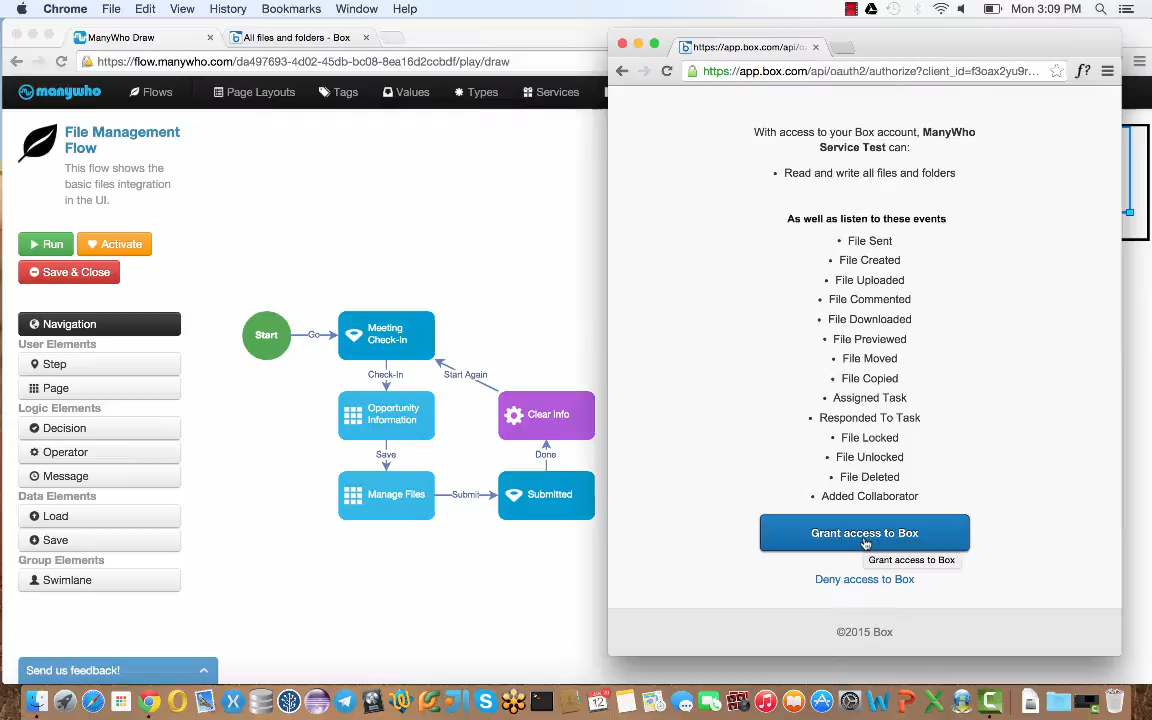 Chrome File Edit View History Bookmarks Window Help
Mon 3:09 PM
ManyWho Draw
All files and folders - Box
https://flow.manywho.com/da497693-4d02-45db-bc08-8ea16d2ccbdf/play/draw
manywho Flows Page Layouts Tags Values Types Services
File Management
Flow
This flow shows the
basic files integration
in the UI.
Run Activate
Save & Close
Navigation
User Elements
Step
Page
Logic Elements
Decision
Operator
Message
Data Elements
Load
Save
Group Elements
Swimlane
Send us feedback!
Start
Go
Meeting
Check-In
Check-In
Start Again
Opportunity
Information
Clear Info
Save
Done
Manage Files
Submit
Submitted
https://app.box.com/api/oa
https://app.box.com/api/oauth2/authorize?client_id=f3oax2yu9r...
f?
With access to your Box account, ManyWho
Service Test can:
• Read and write all files and folders
As well as listen to these events
• File Sent
• File Created
• File Uploaded
• File Commented
• File Downloaded
• File Previewed
• File Moved
• File Copied
• Assigned Task
• Responded To Task
• File Locked
• File Unlocked
• File Deleted
• Added Collaborator
Grant access to Box
Grant access to Box
Deny access to Box
©2015 Box
12